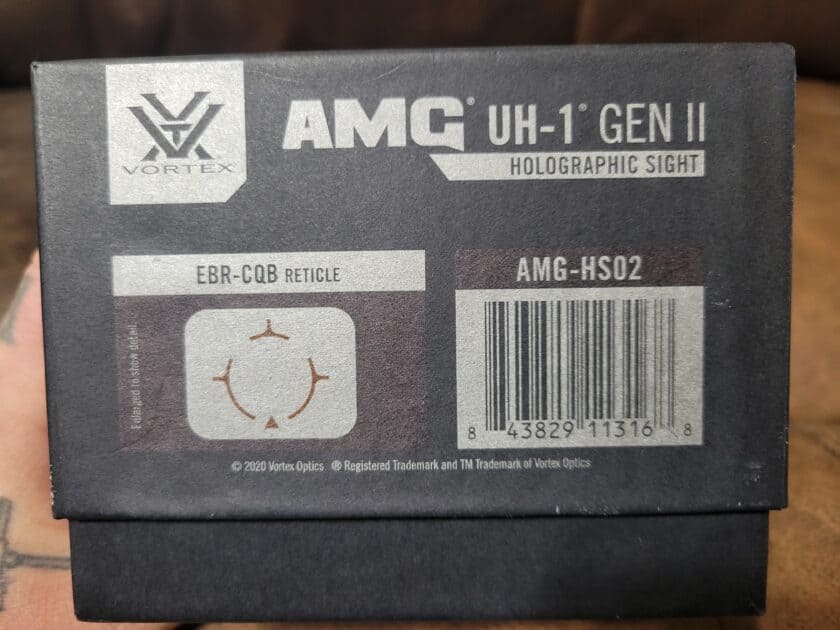 VORTEX
AMG® UH-1® GEN II
HOLOGRAPHIC SIGHT
EBR-CQB RETICLE
Enlarged to show detail.
AMG-HS02
8 43829 11316 8
© 2020 Vortex Optics ® Registered Trademark and TM Trademark of Vortex Optics